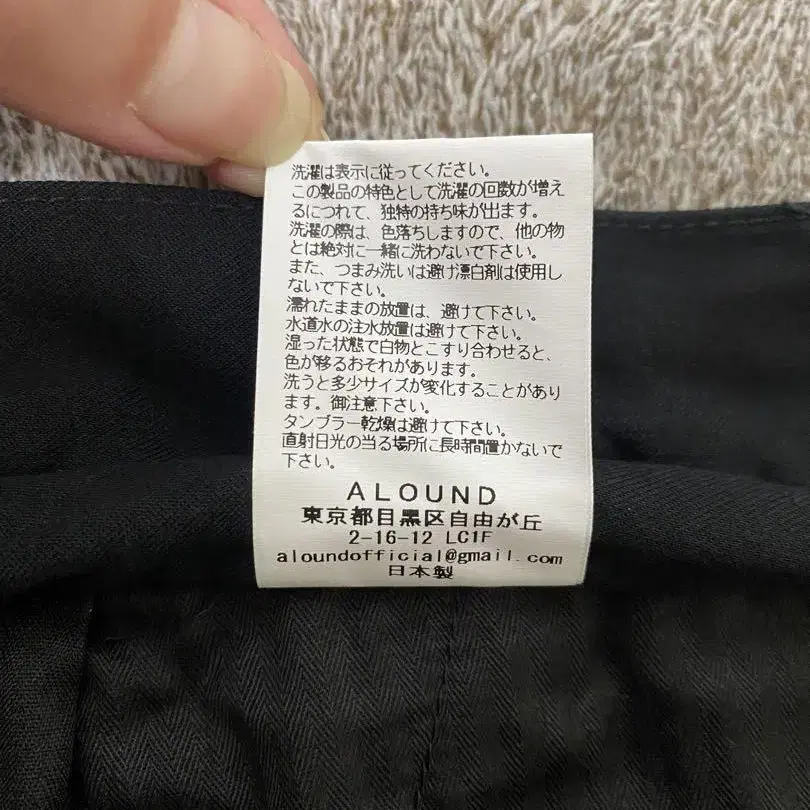 洗濯は表示に従ってください。
この製品の特色として洗濯の回数が増え
るにつれて、独特の持ち味が出ます。
洗濯の際は、色落ちしますので、他の物
とは絶対に一緒に洗わないで下さい。
また、つまみ洗いは避け漂白剤は使用し
ないで下さい。
濡れたままの放置は、避けて下さい。
水道水の注水放置は避けて下さい。
湿った状態で白物とこすり合わせると、
色が移るおそれがあります。
洗うと多少サイズが変化することがあり
ます。御注意下さい。
タンブラー乾燥は避けて下さい。
直射日光の当る場所に長時間置かないで
下さい。
ALOUND
東京都目黒区自由が丘
2-16-12 LC1F
aloundofficial@gmail.com
日本製